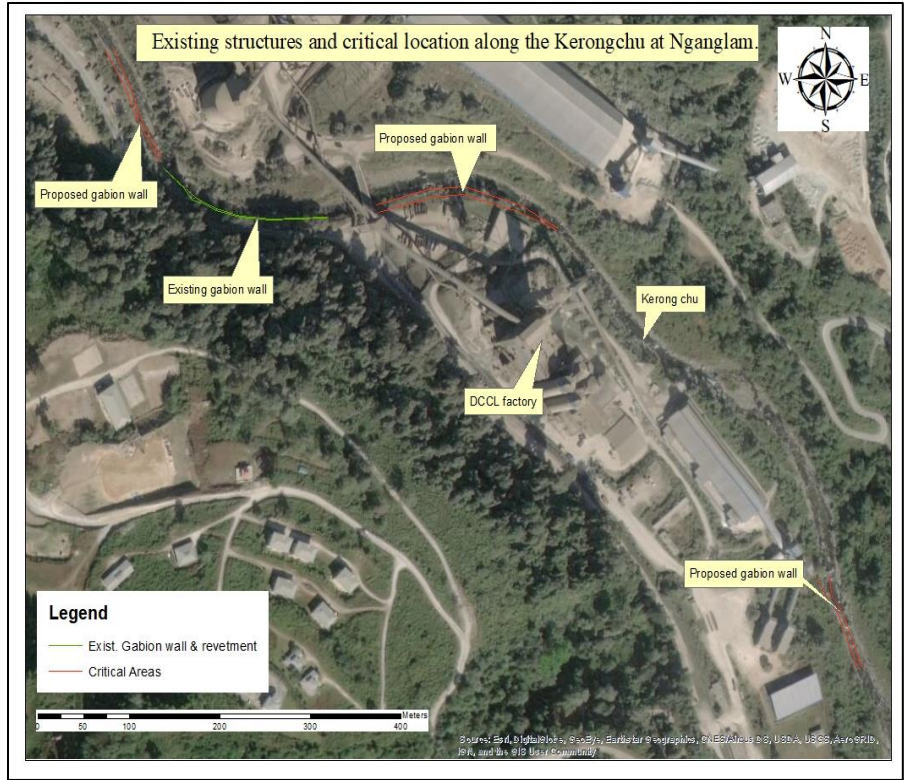 Existing structures and critical location along the Kerongchu at Nganglam.
N
W E
S
Proposed gabion wall
Proposed gabion wall
Existing gabion wall
Kerong chu
DCCL factory
Proposed gabion wall
Legend
Exist. Gabion wall & revetment
Critical Areas
Meters
0 50 100 200 300 400
Source: Esri, DigitalGlobe, GeoEye, Earthstar Geographics, CNES/Airbus DS, USDA, USGS, AeroGRID,
IGN, and the GIS User Community